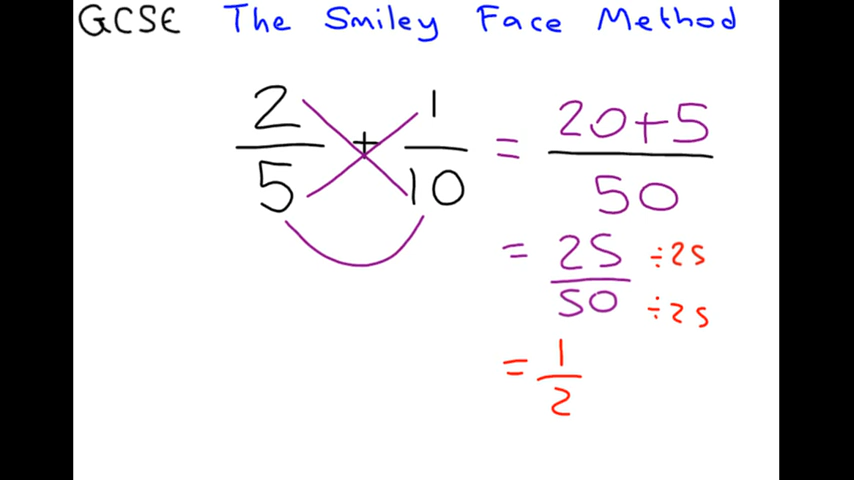 GCSE The Smiley Face Method
2/5 + 1/10 = 20+5/50
= 25/50 ÷25 ÷25
= 1/2